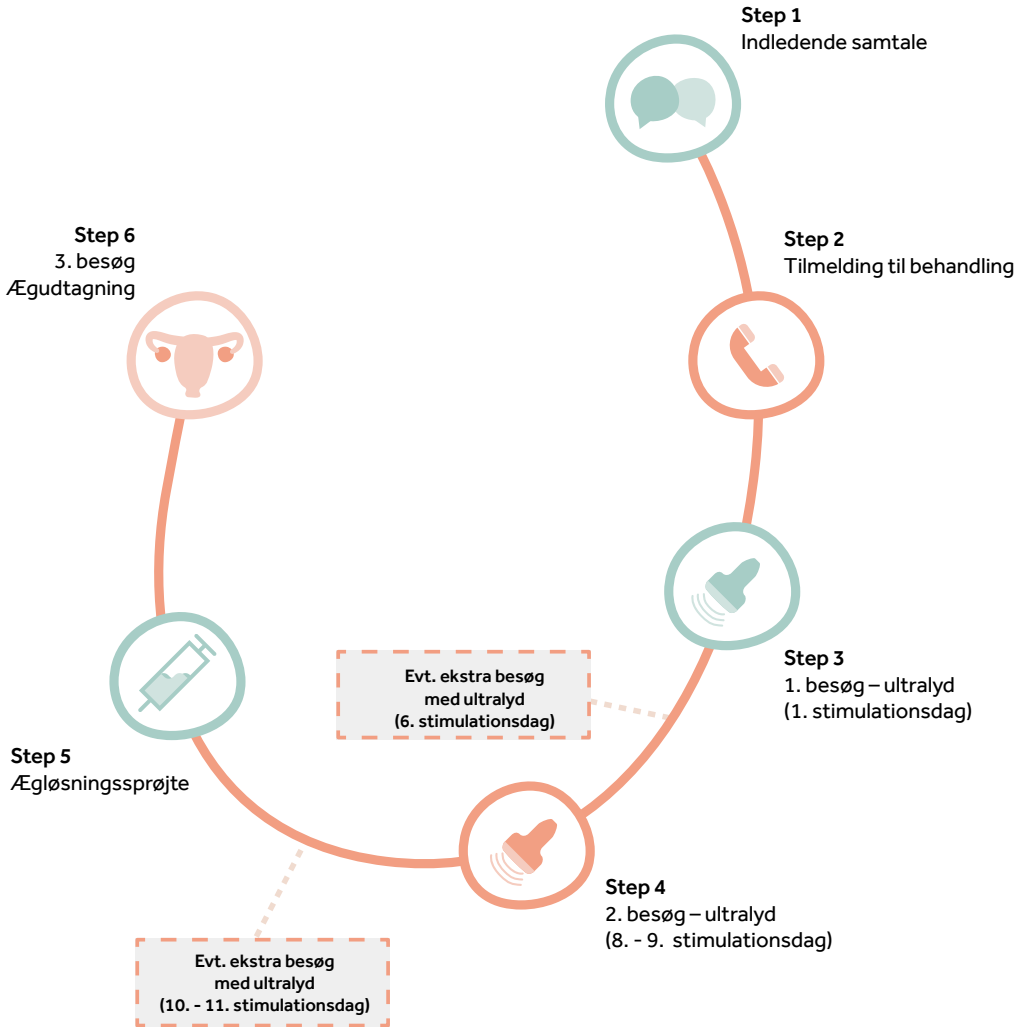 Step 1
Indledende samtale
Step 2
Tilmelding til behandling
Step 3
1. besøg – ultralyd
(1. stimulationsdag)
Evt. ekstra besøg
med ultralyd
(6. stimulationsdag)
Step 4
2. besøg – ultralyd
(8. - 9. stimulationsdag)
Evt. ekstra besøg
med ultralyd
(10. - 11. stimulationsdag)
Step 5
Ægløsningssprøjte
Step 6
3. besøg
Ægudtagning